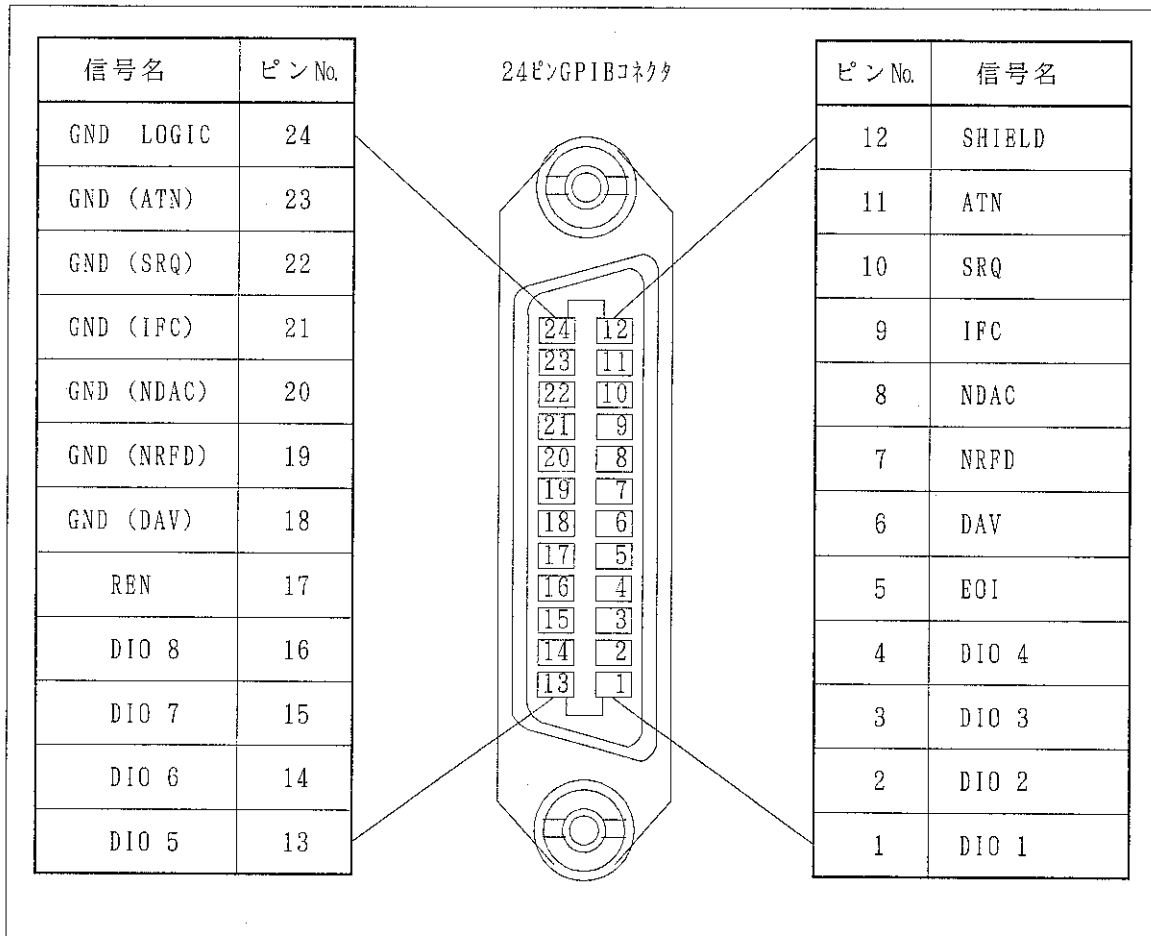 24ピンGPIBコネクタ
信号名 ピンNo.
GND LOGIC 24
GND (ATN) 23
GND (SRQ) 22
GND (IFC) 21
GND (NDAC) 20
GND (NRFD) 19
GND (DAV) 18
REN 17
DIO 8 16
DIO 7 15
DIO 6 14
DIO 5 13
24 12
23 11
22 10
21 9
20 8
19 7
18 6
17 5
16 4
15 3
14 2
13 1
ピンNo. 信号名
12 SHIELD
11 ATN
10 SRQ
9 IFC
8 NDAC
7 NRFD
6 DAV
5 EOI
4 DIO 4
3 DIO 3
2 DIO 2
1 DIO 1